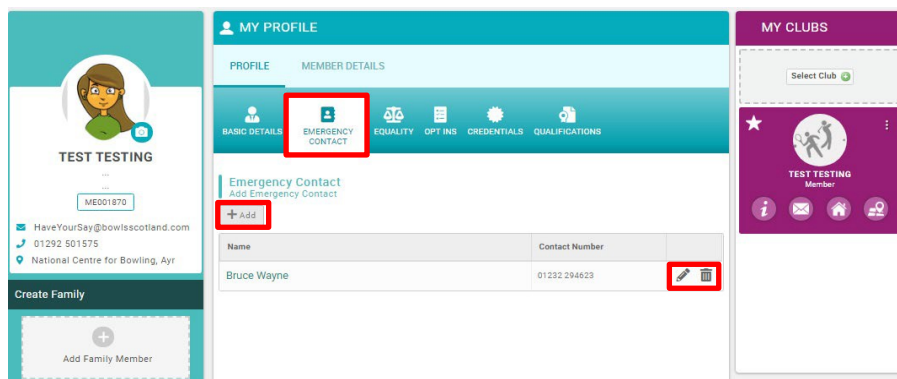 TEST TESTING
...
...
ME001870
HaveYourSay@bowlsscotland.com
01292 501575
National Centre for Bowling, Ayr
Create Family
Add Family Member
MY PROFILE
PROFILE MEMBER DETAILS
BASIC DETAILS
EMERGENCY
CONTACT
EQUALITY
OPT INS
CREDENTIALS
QUALIFICATIONS
Emergency Contact
Add Emergency Contact
+ Add
Name Contact Number
Bruce Wayne 01232 294623
MY CLUBS
Select Club
TEST TESTING
Member